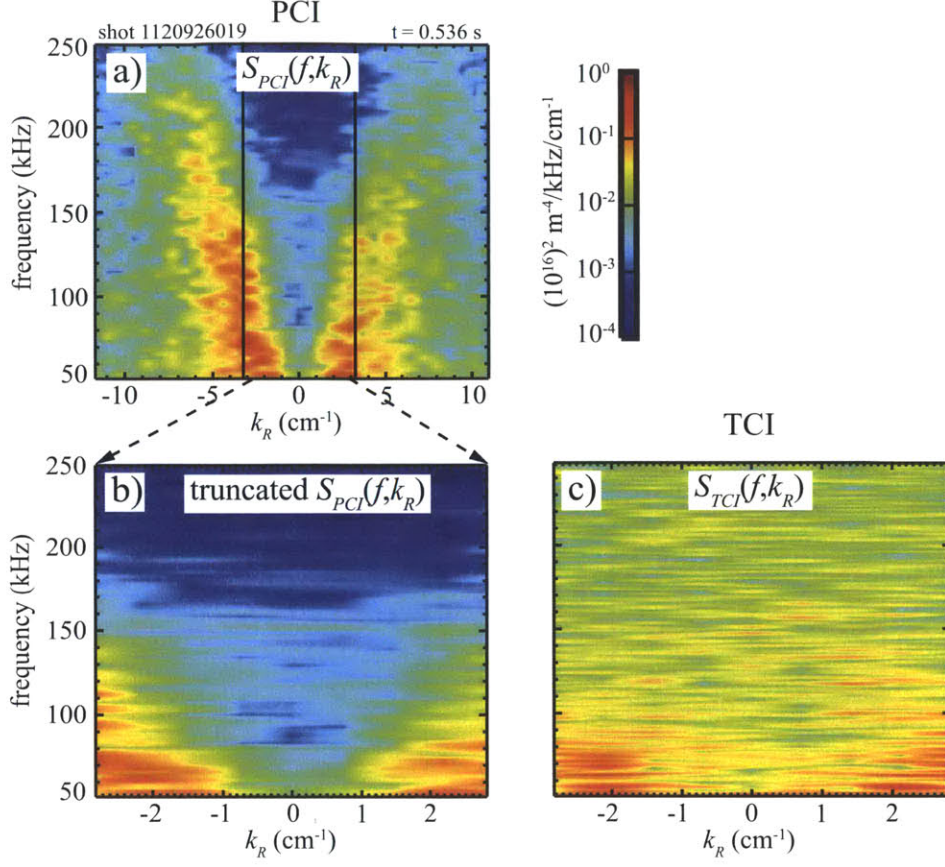 PCI
shot 1120926019 t = 0.536 s
a) S_PCI(f,k_R)
250
200
150
100
50
frequency (kHz)
-10 -5 0 5 10
k_R (cm⁻¹)
10⁰
10⁻¹
10⁻²
10⁻³
10⁻⁴
(10¹⁶)² m⁻⁴/kHz/cm⁻¹
b) truncated S_PCI(f,k_R)
250
200
150
100
50
frequency (kHz)
-2 -1 0 1 2
k_R (cm⁻¹)
TCI
c) S_TCI(f,k_R)
-2 -1 0 1 2
k_R (cm⁻¹)